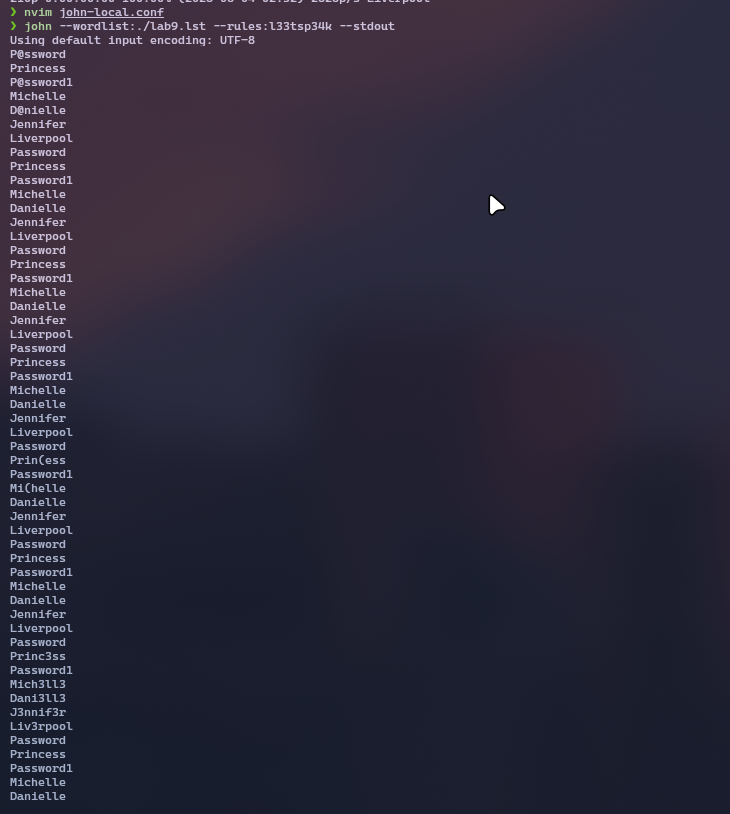 ❯ nvim john-local.conf
❯ john --wordlist:./lab9.lst --rules:l33tsp34k --stdout
Using default input encoding: UTF-8
P@ssword
Princess
P@ssword1
Michelle
D@nielle
Jennifer
Liverpool
Password
Princess
Password1
Michelle
Danielle
Jennifer
Liverpool
Password
Princess
Password1
Michelle
Danielle
Jennifer
Liverpool
Password
Princess
Password1
Michelle
Danielle
Jennifer
Liverpool
Password
Prin(ess
Password1
Mi(helle
Danielle
Jennifer
Liverpool
Password
Princess
Password1
Michelle
Danielle
Jennifer
Liverpool
Password
Princ3ss
Password1
Mich3ll3
Dani3ll3
J3nnif3r
Liv3rpool
Password
Princess
Password1
Michelle
Danielle